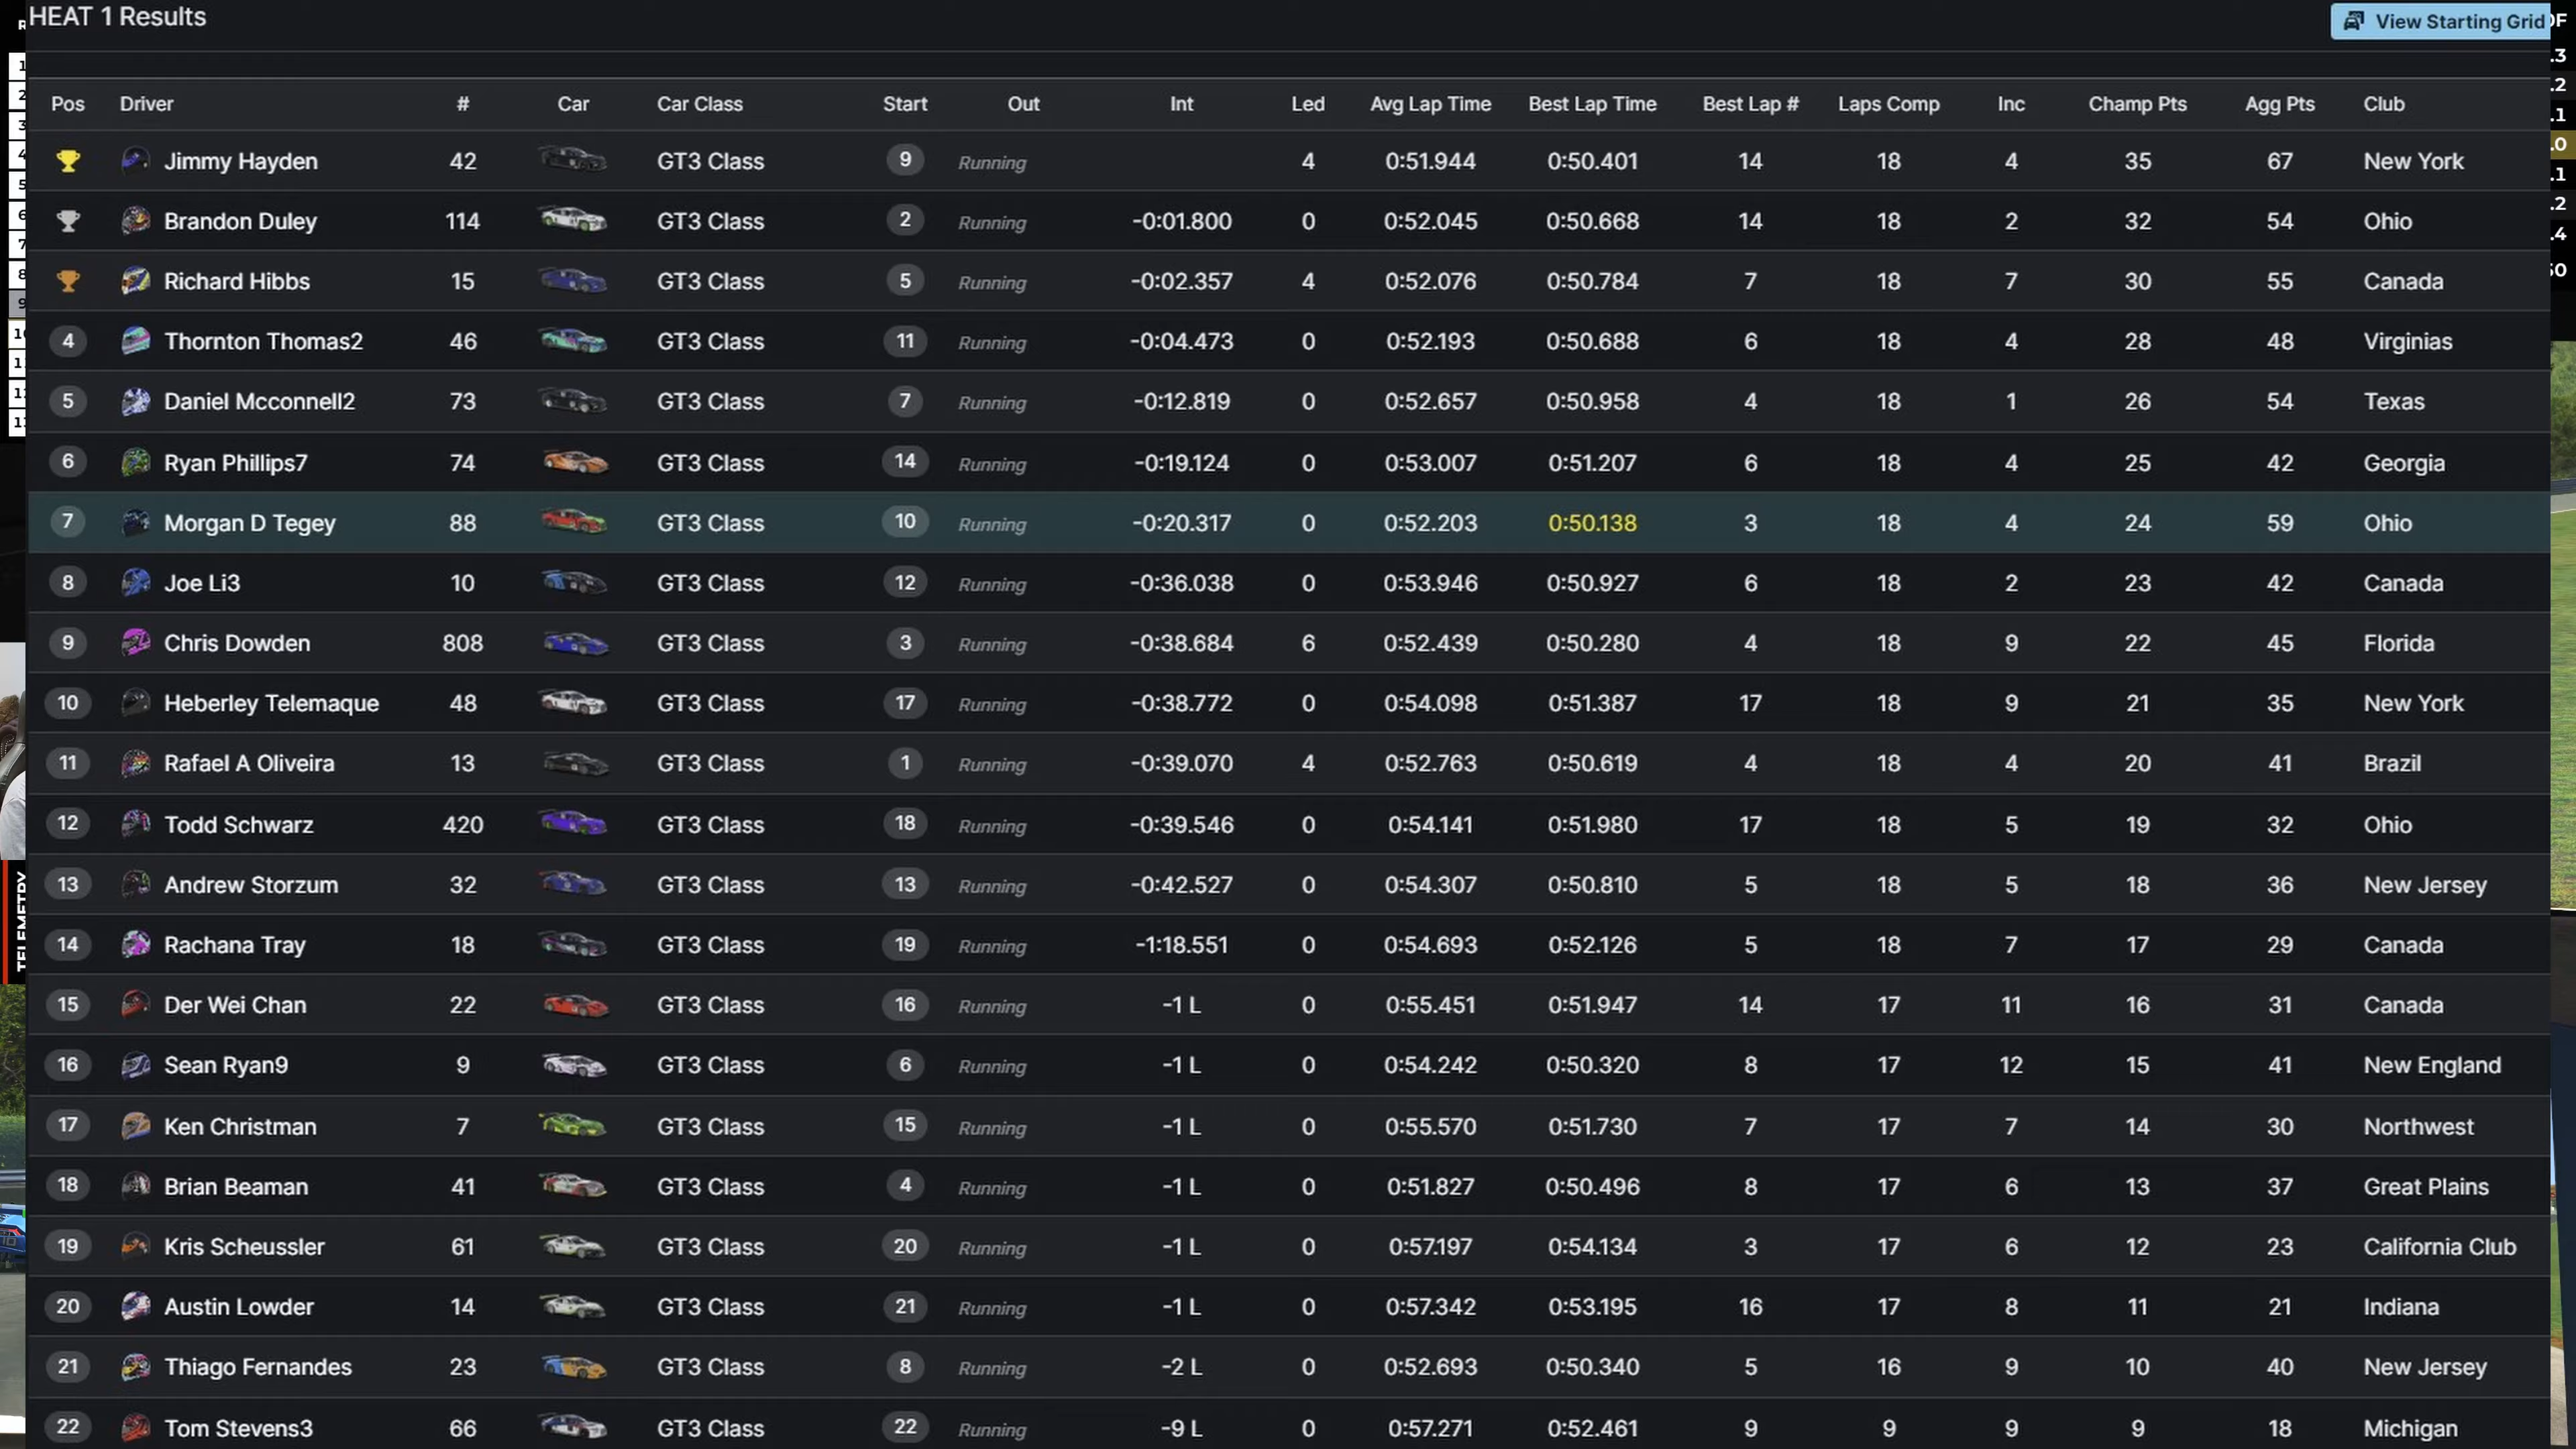 HEAT 1 Results
View Starting Grid
Pos Driver # Car Car Class Start Out Int Led Avg Lap Time Best Lap Time Best Lap # Laps Comp Inc Champ Pts Agg Pts Club
Jimmy Hayden 42 GT3 Class 9 Running 4 0:51.944 0:50.401 14 18 4 35 67 New York
Brandon Duley 114 GT3 Class 2 Running -0:01.800 0 0:52.045 0:50.668 14 18 2 32 54 Ohio
Richard Hibbs 15 GT3 Class 5 Running -0:02.357 4 0:52.076 0:50.784 7 18 7 30 55 Canada
4 Thornton Thomas2 46 GT3 Class 11 Running -0:04.473 0 0:52.193 0:50.688 6 18 4 28 48 Virginias
5 Daniel Mcconnell2 73 GT3 Class 7 Running -0:12.819 0 0:52.657 0:50.958 4 18 1 26 54 Texas
6 Ryan Phillips7 74 GT3 Class 14 Running -0:19.124 0 0:53.007 0:51.207 6 18 4 25 42 Georgia
7 Morgan D Tegey 88 GT3 Class 10 Running -0:20.317 0 0:52.203 0:50.138 3 18 4 24 59 Ohio
8 Joe Li3 10 GT3 Class 12 Running -0:36.038 0 0:53.946 0:50.927 6 18 2 23 42 Canada
9 Chris Dowden 808 GT3 Class 3 Running -0:38.684 6 0:52.439 0:50.280 4 18 9 22 45 Florida
10 Heberley Telemaque 48 GT3 Class 17 Running -0:38.772 0 0:54.098 0:51.387 17 18 9 21 35 New York
11 Rafael A Oliveira 13 GT3 Class 1 Running -0:39.070 4 0:52.763 0:50.619 4 18 4 20 41 Brazil
12 Todd Schwarz 420 GT3 Class 18 Running -0:39.546 0 0:54.141 0:51.980 17 18 5 19 32 Ohio
13 Andrew Storzum 32 GT3 Class 13 Running -0:42.527 0 0:54.307 0:50.810 5 18 5 18 36 New Jersey
14 Rachana Tray 18 GT3 Class 19 Running -1:18.551 0 0:54.693 0:52.126 5 18 7 17 29 Canada
15 Der Wei Chan 22 GT3 Class 16 Running -1 L 0 0:55.451 0:51.947 14 17 11 16 31 Canada
16 Sean Ryan9 9 GT3 Class 6 Running -1 L 0 0:54.242 0:50.320 8 17 12 15 41 New England
17 Ken Christman 7 GT3 Class 15 Running -1 L 0 0:55.570 0:51.730 7 17 7 14 30 Northwest
18 Brian Beaman 41 GT3 Class 4 Running -1 L 0 0:51.827 0:50.496 8 17 6 13 37 Great Plains
19 Kris Scheussler 61 GT3 Class 20 Running -1 L 0 0:57.197 0:54.134 3 17 6 12 23 California Club
20 Austin Lowder 14 GT3 Class 21 Running -1 L 0 0:57.342 0:53.195 16 17 8 11 21 Indiana
21 Thiago Fernandes 23 GT3 Class 8 Running -2 L 0 0:52.693 0:50.340 5 16 9 10 40 New Jersey
22 Tom Stevens3 66 GT3 Class 22 Running -9 L 0 0:57.271 0:52.461 9 9 9 9 18 Michigan
TELEMETRY